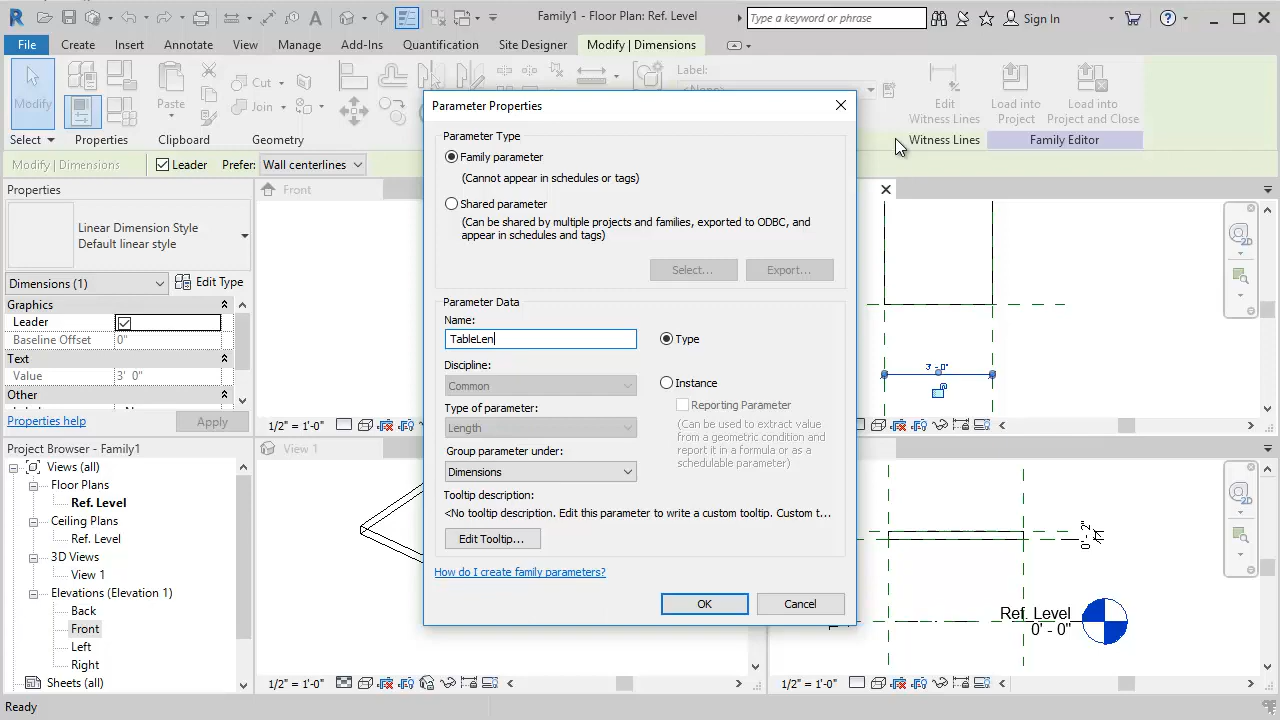 Family1 - Floor Plan: Ref. Level
Type a keyword or phrase
Sign In
File
Create
Insert
Annotate
View
Manage
Add-Ins
Quantification
Site Designer
Modify | Dimensions
Modify
Paste
Cut
Join
Label:
Edit
Witness Lines
Load into
Project
Load into
Project and Close
Select
Properties
Clipboard
Geometry
Witness Lines
Family Editor
Modify | Dimensions
Leader
Prefer:
Wall centerlines
Properties
Linear Dimension Style
Default linear style
Dimensions (1)
Edit Type
Graphics
Leader
Baseline Offset
0"
Text
Value
3' 0"
Other
Properties help
Apply
Project Browser - Family1
Views (all)
Floor Plans
Ref. Level
Ceiling Plans
Ref. Level
3D Views
View 1
Elevations (Elevation 1)
Back
Front
Left
Right
Sheets (all)
Ready
Front
1/2" = 1'-0"
View 1
1/2" = 1'-0"
Parameter Properties
Parameter Type
Family parameter
(Cannot appear in schedules or tags)
Shared parameter
(Can be shared by multiple projects and families, exported to ODBC, and
appear in schedules and tags)
Select...
Export...
Parameter Data
Name:
TableLen
Type
Discipline:
Common
Instance
Reporting Parameter
(Can be used to extract value
from a geometric condition and
report it in a formula or as a
schedulable parameter)
Type of parameter:
Length
Group parameter under:
Dimensions
Tooltip description:
<No tooltip description. Edit this parameter to write a custom tooltip. Custom t...
Edit Tooltip...
How do I create family parameters?
OK
Cancel
2D
3' - 0"
2D
Ref. Level
0' - 0"
1/2" = 1'-0"